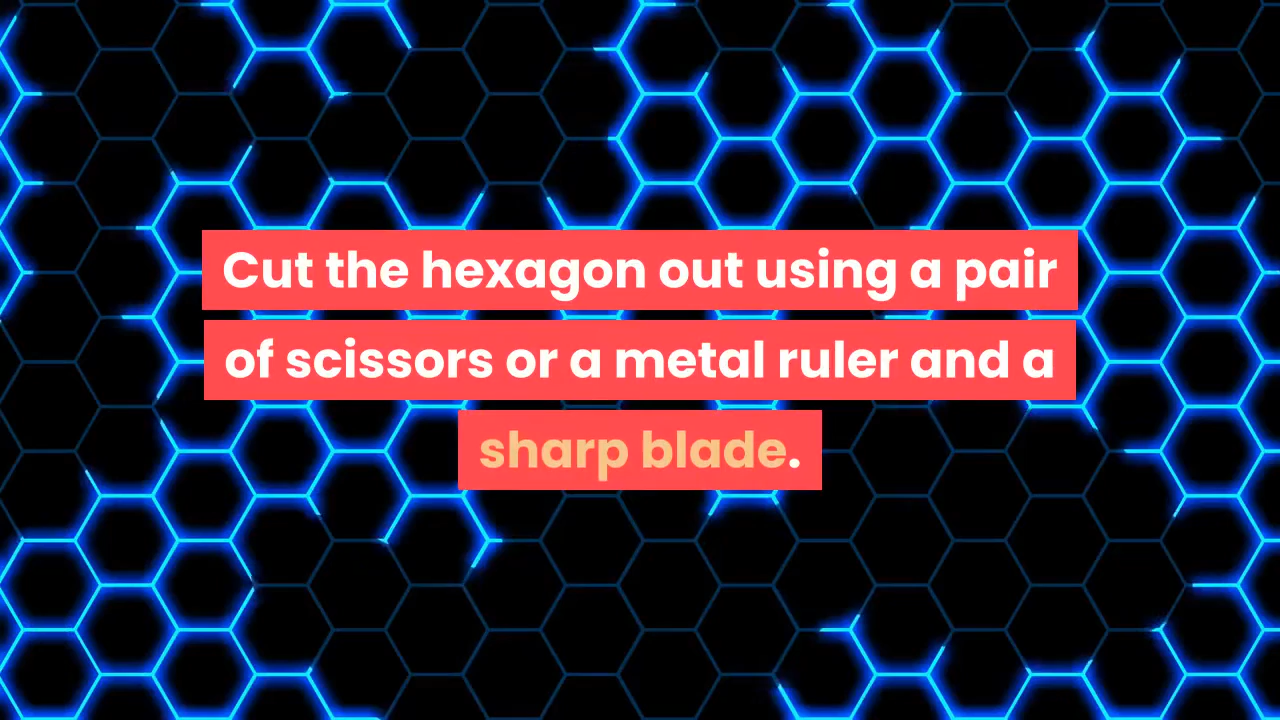 Cut the hexagon out using a pair
of scissors or a metal ruler and a
sharp blade.